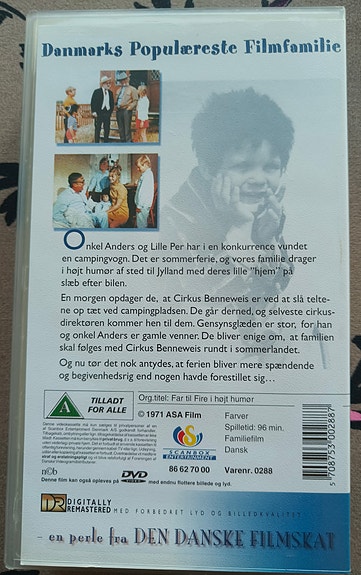 Danmarks Populæreste Filmfamilie
Onkel Anders og Lille Per har i en konkurrence vundet
en campingvogn. Det er sommerferie, og vores familie drager
i højt humør af sted til Jylland med deres lille "hjem" på
slæb efter bilen.
En morgen opdager de, at Cirkus Benneweis er ved at slå telte-
ne op tæt ved campingpladsen. De går derned, og selveste cirkus-
direktøren kommer hen til dem. Gensynsglæden er stor, for han
og onkel Anders er gamle venner. De bliver enige om, at familien
skal følges med Cirkus Benneweis rundt i sommerlandet.
Og nu tør det nok antydes, at ferien bliver mere spændende
og begivenhedsrig end nogen havde forestillet sig...
A
TILLADT
FOR ALLE
Org.titel: Far til Fire i højt humør
© 1971 ASA Film
Farver
Spilletid: 96 min.
Familiefilm
Dansk
SCANBOX
ENTERTAINMENT
86 62 70 00
Varenr. 0288
5708753002887
nCb
Denne film kan også opleves på
DVD
VIDEO
med endnu flottere billede og lyd.
DR
DIGITALLY
REMASTERED
MED FORBEDRET LYD OG BILLEDKVALITET
- en perle fra DEN DANSKE FILMSKAT